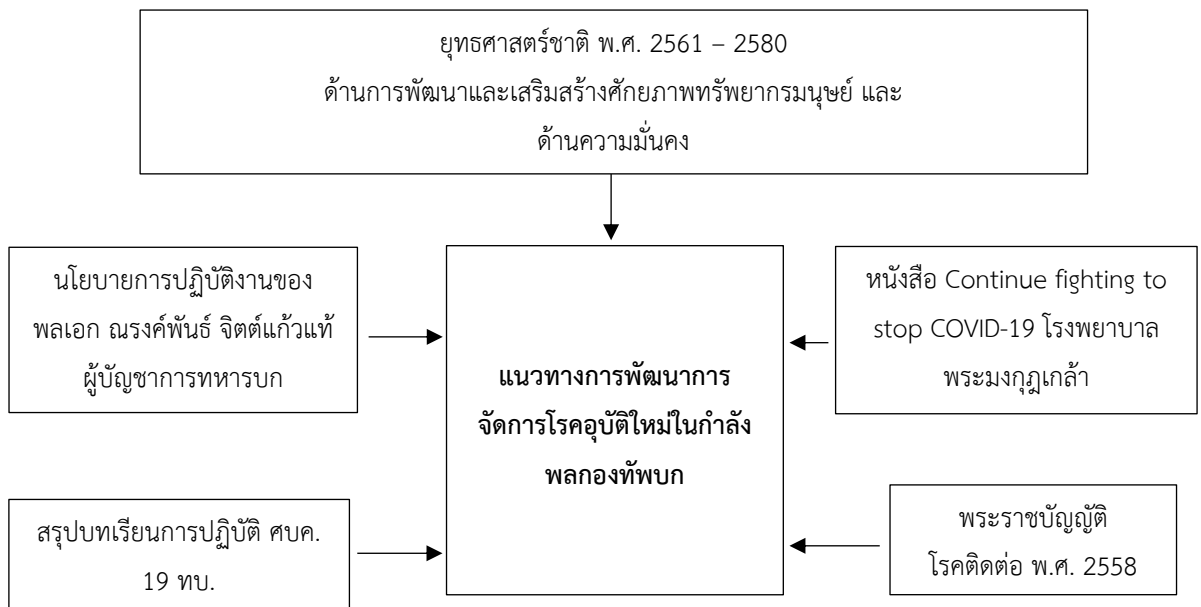 ยุทธศาสตร์ชาติ พ.ศ. 2561 – 2580
ด้านการพัฒนาและเสริมสร้างศักยภาพทรัพยากรมนุษย์ และ
ด้านความมั่นคง
นโยบายการปฏิบัติงานของ
พลเอก ณรงค์พันธ์ จิตต์แก้วแท้
ผู้บัญชาการทหารบก
แนวทางการพัฒนาการ
จัดการโรคอุบัติใหม่ในกำลัง
พลกองทัพบก
หนังสือ Continue fighting to
stop COVID-19 โรงพยาบาล
พระมงกุฎเกล้า
สรุปบทเรียนการปฏิบัติ ศบค.
19 ทบ.
พระราชบัญญัติ
โรคติดต่อ พ.ศ. 2558